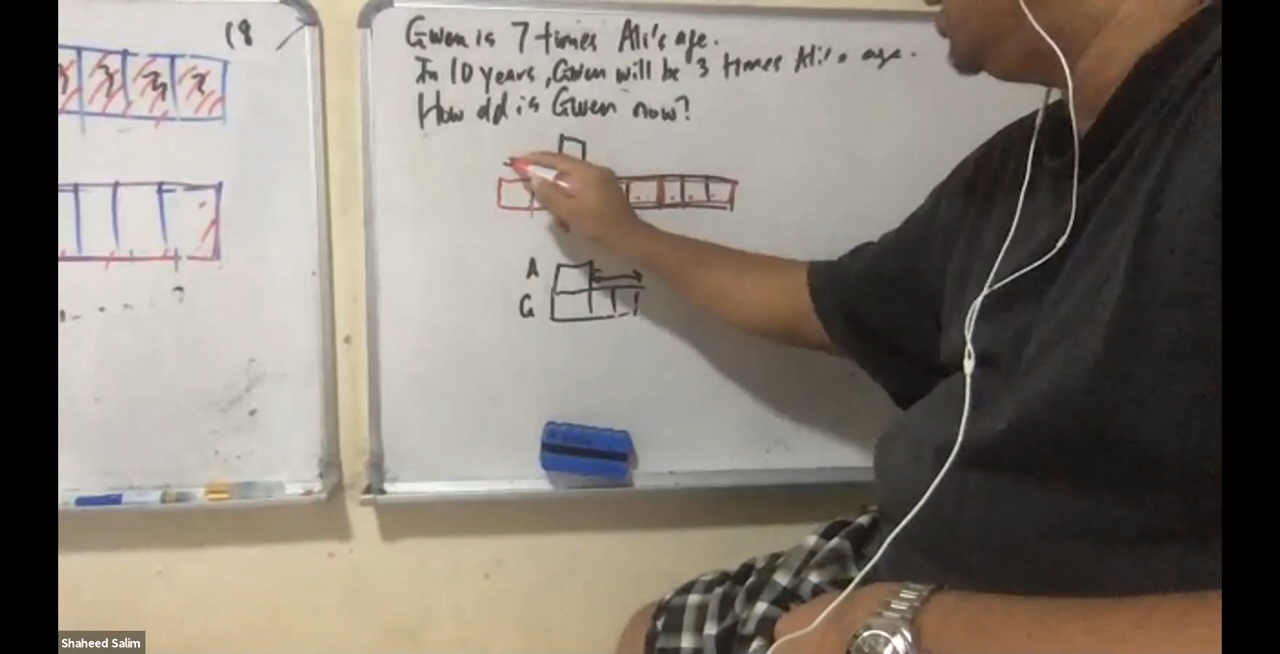 18
Gwen is 7 times Ali's age.
In 10 years, Gwen will be 3 times Ali's age.
How old is Gwen now?
A
G
Shaheed Salim